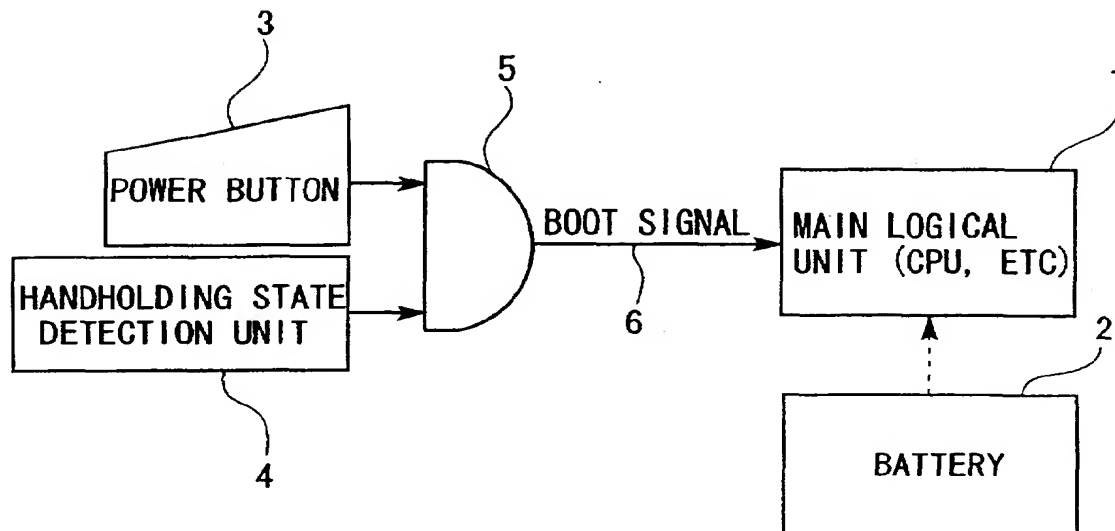 3
5
POWER BUTTON
BOOT SIGNAL
MAIN LOGICAL
UNIT (CPU, ETC)
HANDHOLDING STATE
DETECTION UNIT
6
2
4
BATTERY